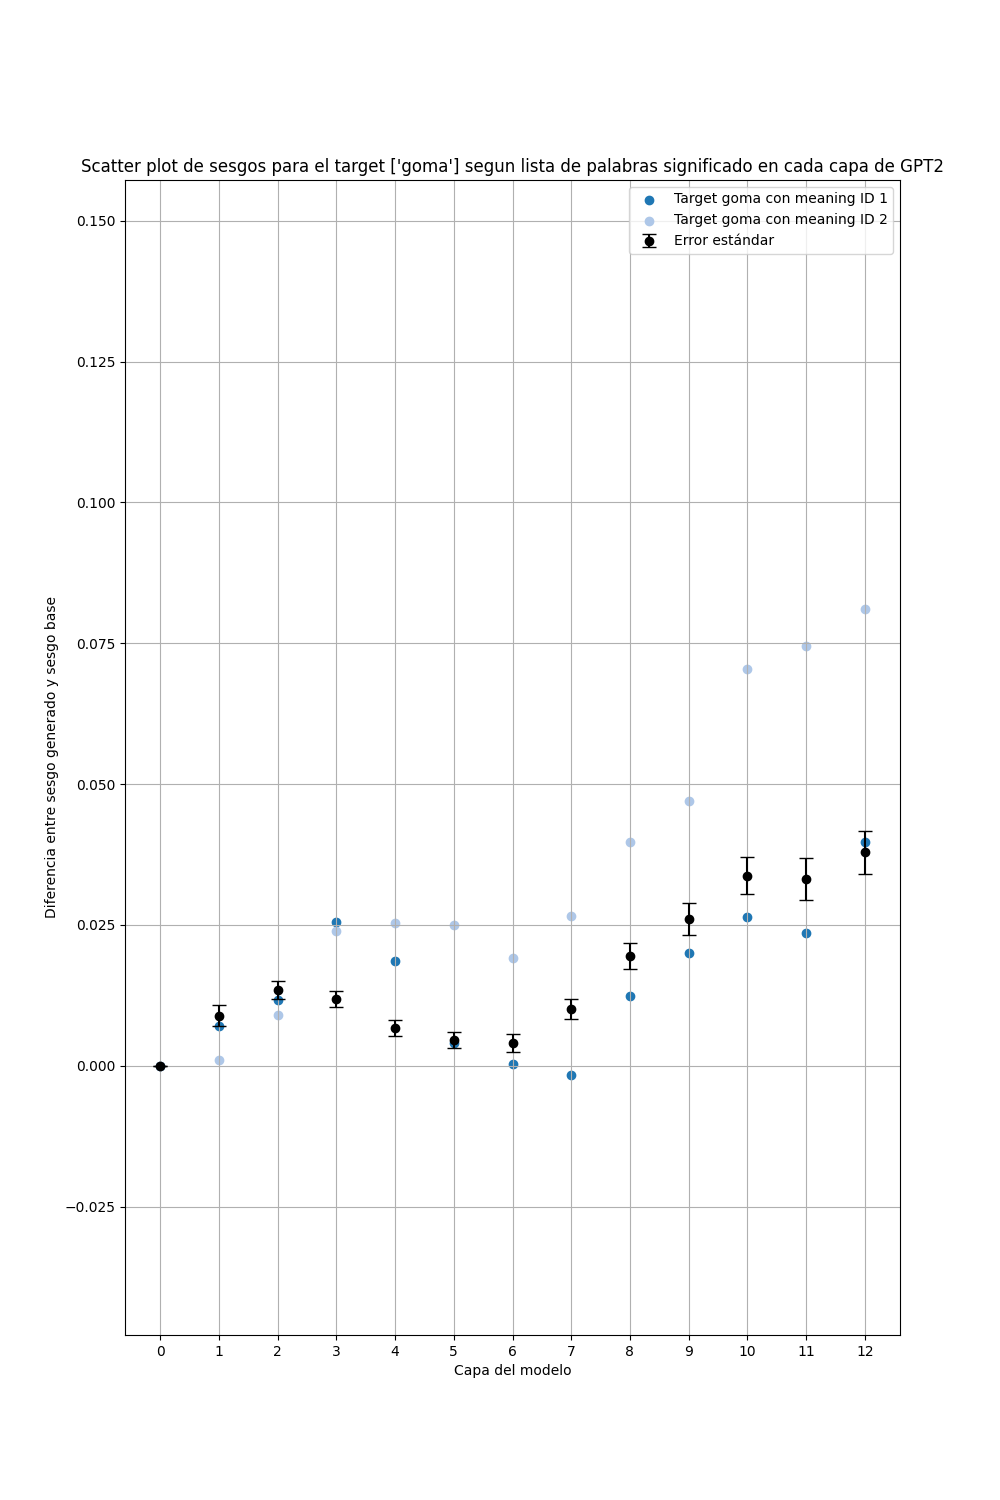 Scatter plot de sesgos para el target ['goma'] segun lista de palabras significado en cada capa de GPT2
Target goma con meaning ID 1
Target goma con meaning ID 2
Error estándar
0.150
0.125
0.100
0.075
0.050
0.025
0.000
−0.025
Diferencia entre sesgo generado y sesgo base
0 1 2 3 4 5 6 7 8 9 10 11 12
Capa del modelo